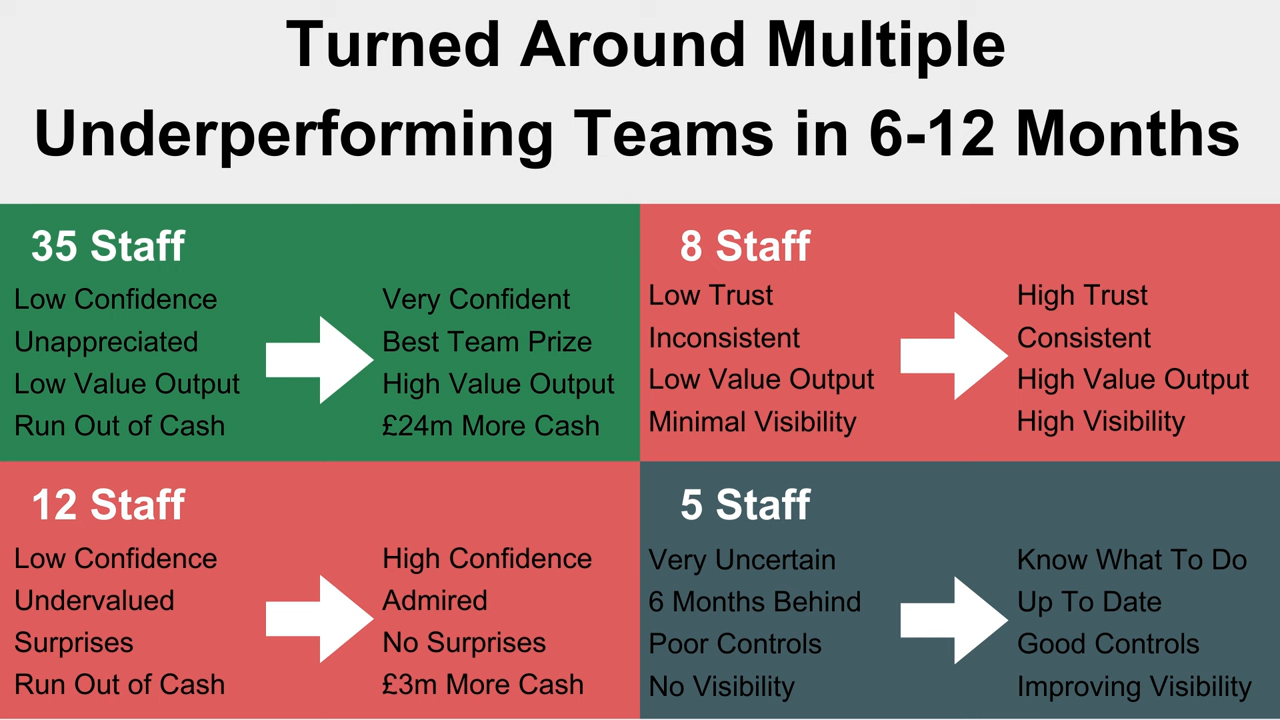 Turned Around Multiple
Underperforming Teams in 6-12 Months
35 Staff
Low Confidence
Unappreciated
Low Value Output
Run Out of Cash
Very Confident
Best Team Prize
High Value Output
£24m More Cash
8 Staff
Low Trust
Inconsistent
Low Value Output
Minimal Visibility
High Trust
Consistent
High Value Output
High Visibility
12 Staff
Low Confidence
Undervalued
Surprises
Run Out of Cash
High Confidence
Admired
No Surprises
£3m More Cash
5 Staff
Very Uncertain
6 Months Behind
Poor Controls
No Visibility
Know What To Do
Up To Date
Good Controls
Improving Visibility